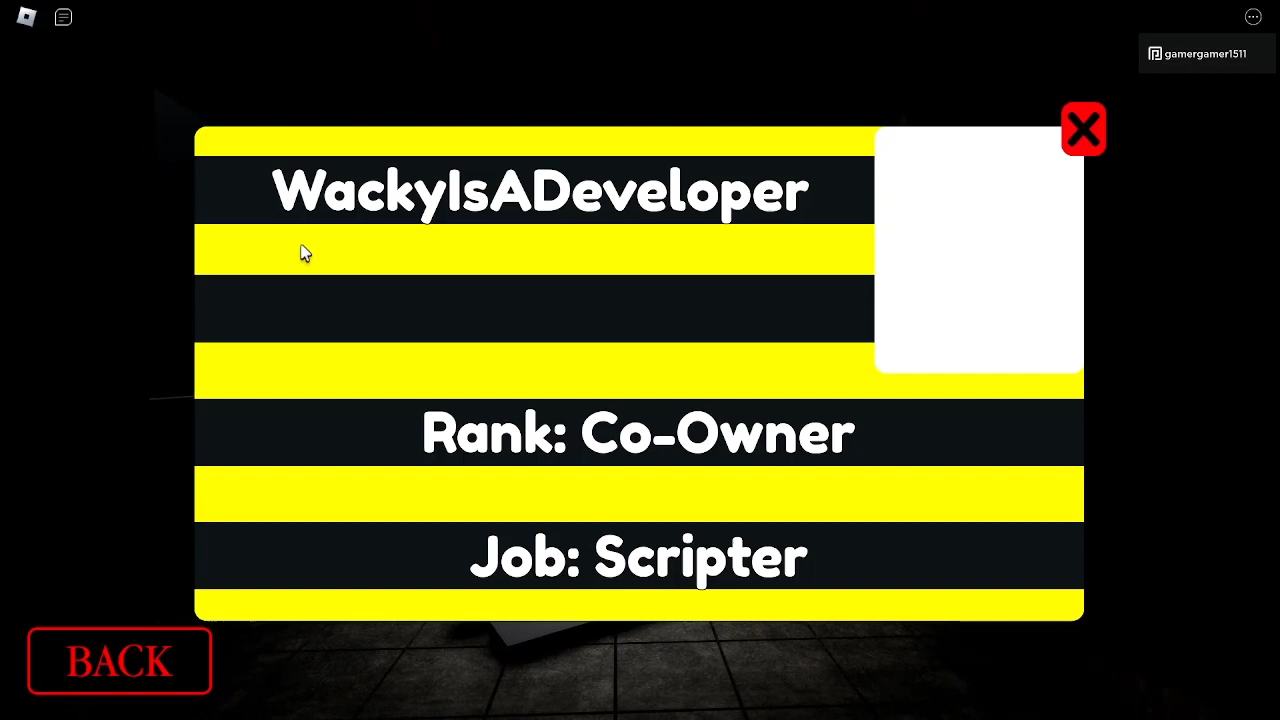 gamergamer1511
WackyIsADeveloper
Rank: Co-Owner
Job: Scripter
BACK